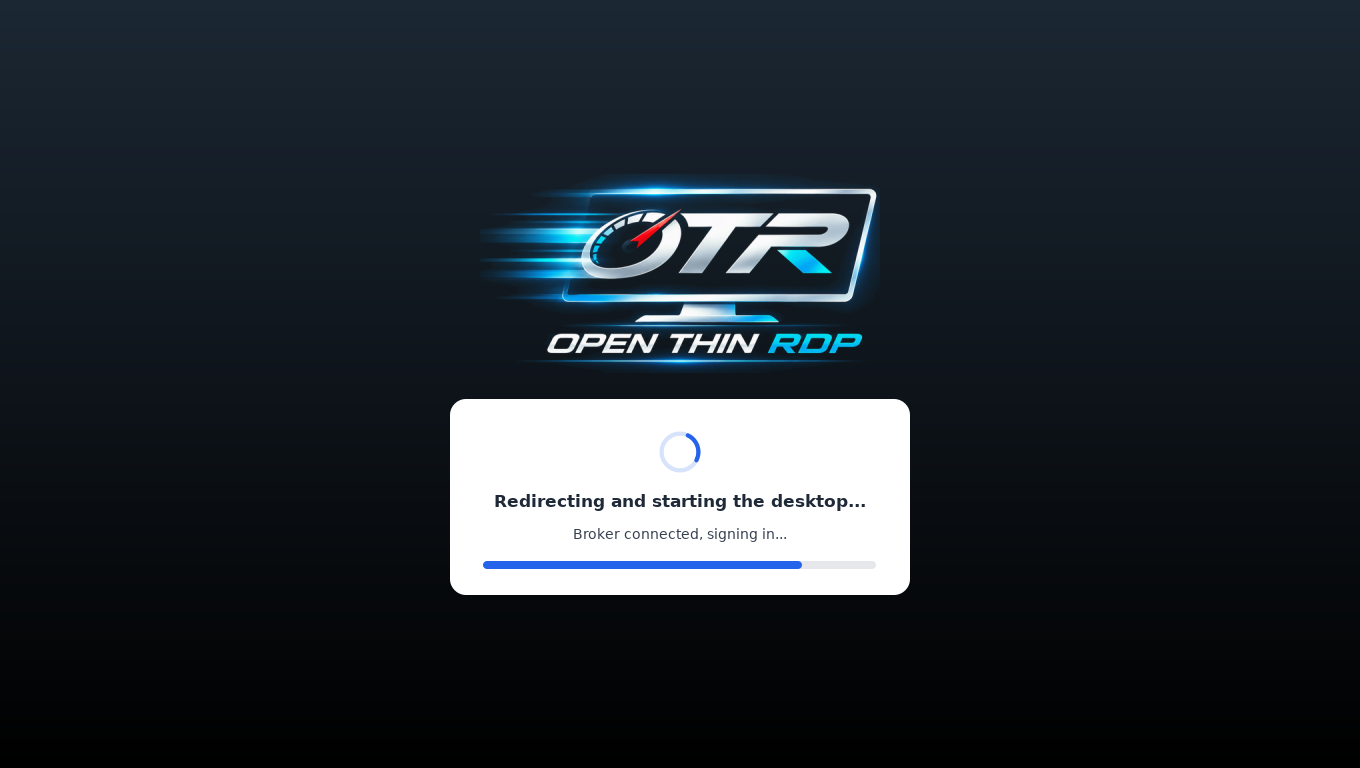 OTR
OPEN THIN RDP
Redirecting and starting the desktop...
Broker connected, signing in...